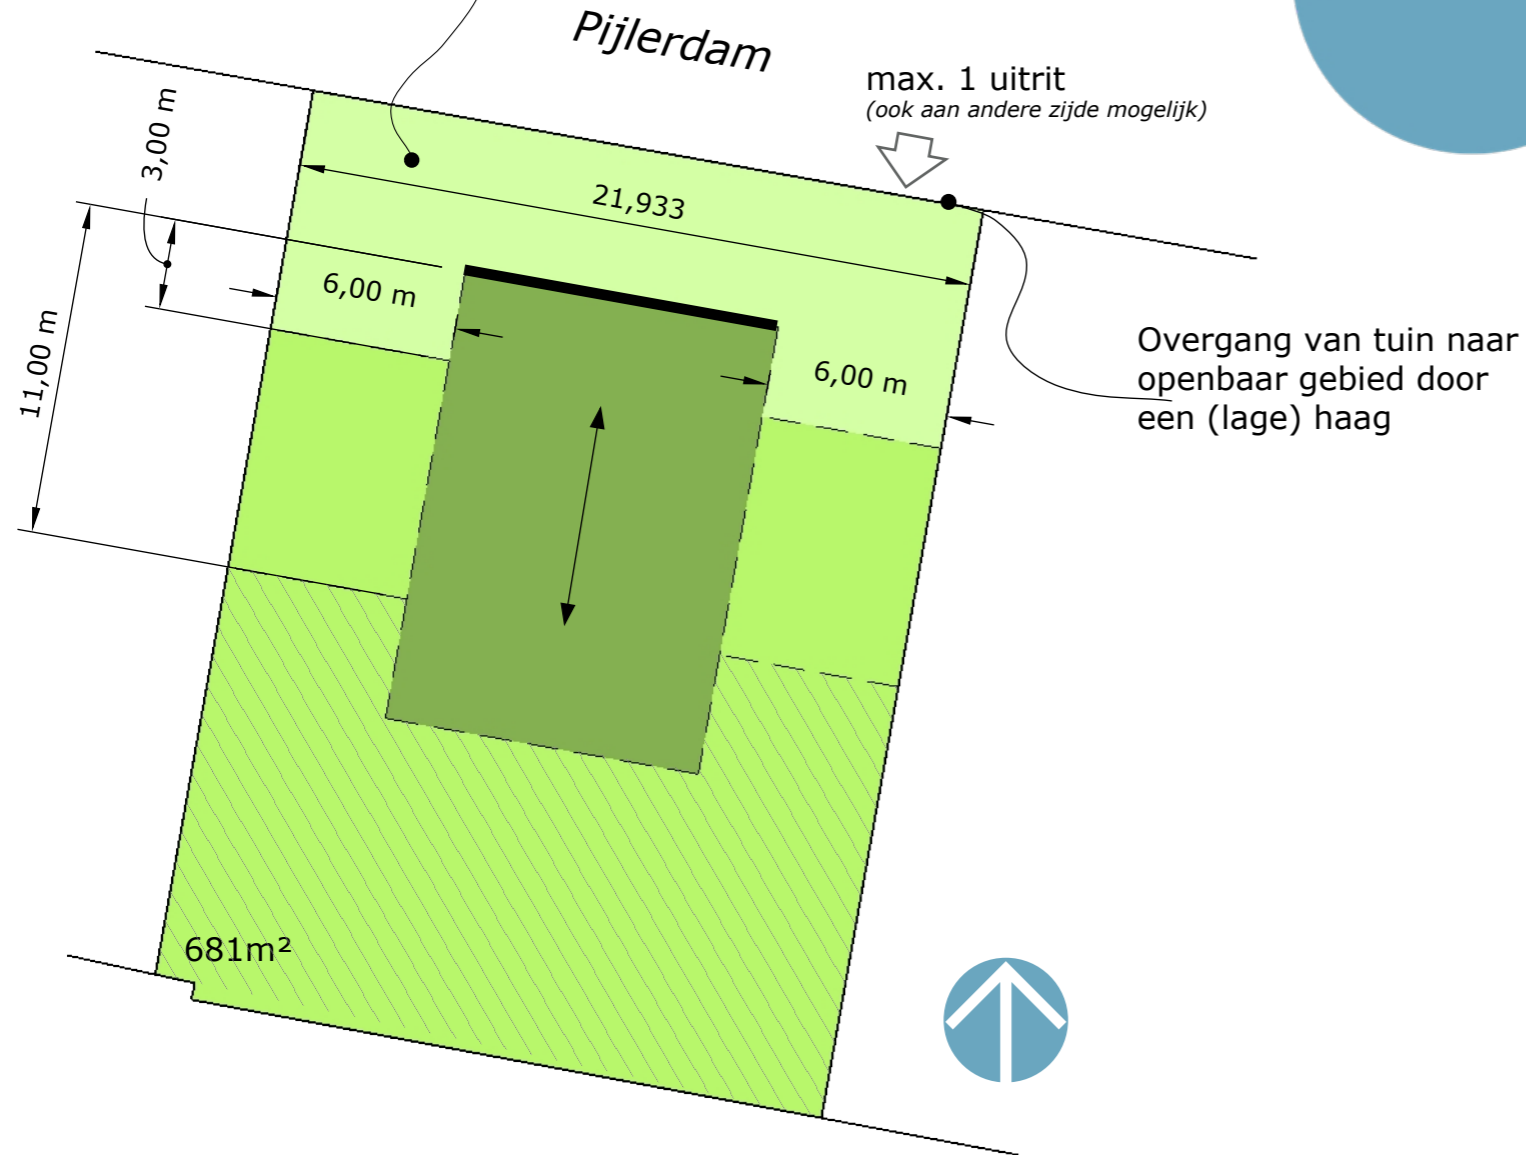 Pijlerdam
max. 1 uitrit
(ook aan andere zijde mogelijk)
3,00 m
21,933
6,00 m
11,00 m
6,00 m
Overgang van tuin naar
openbaar gebied door
een (lage) haag
681m²